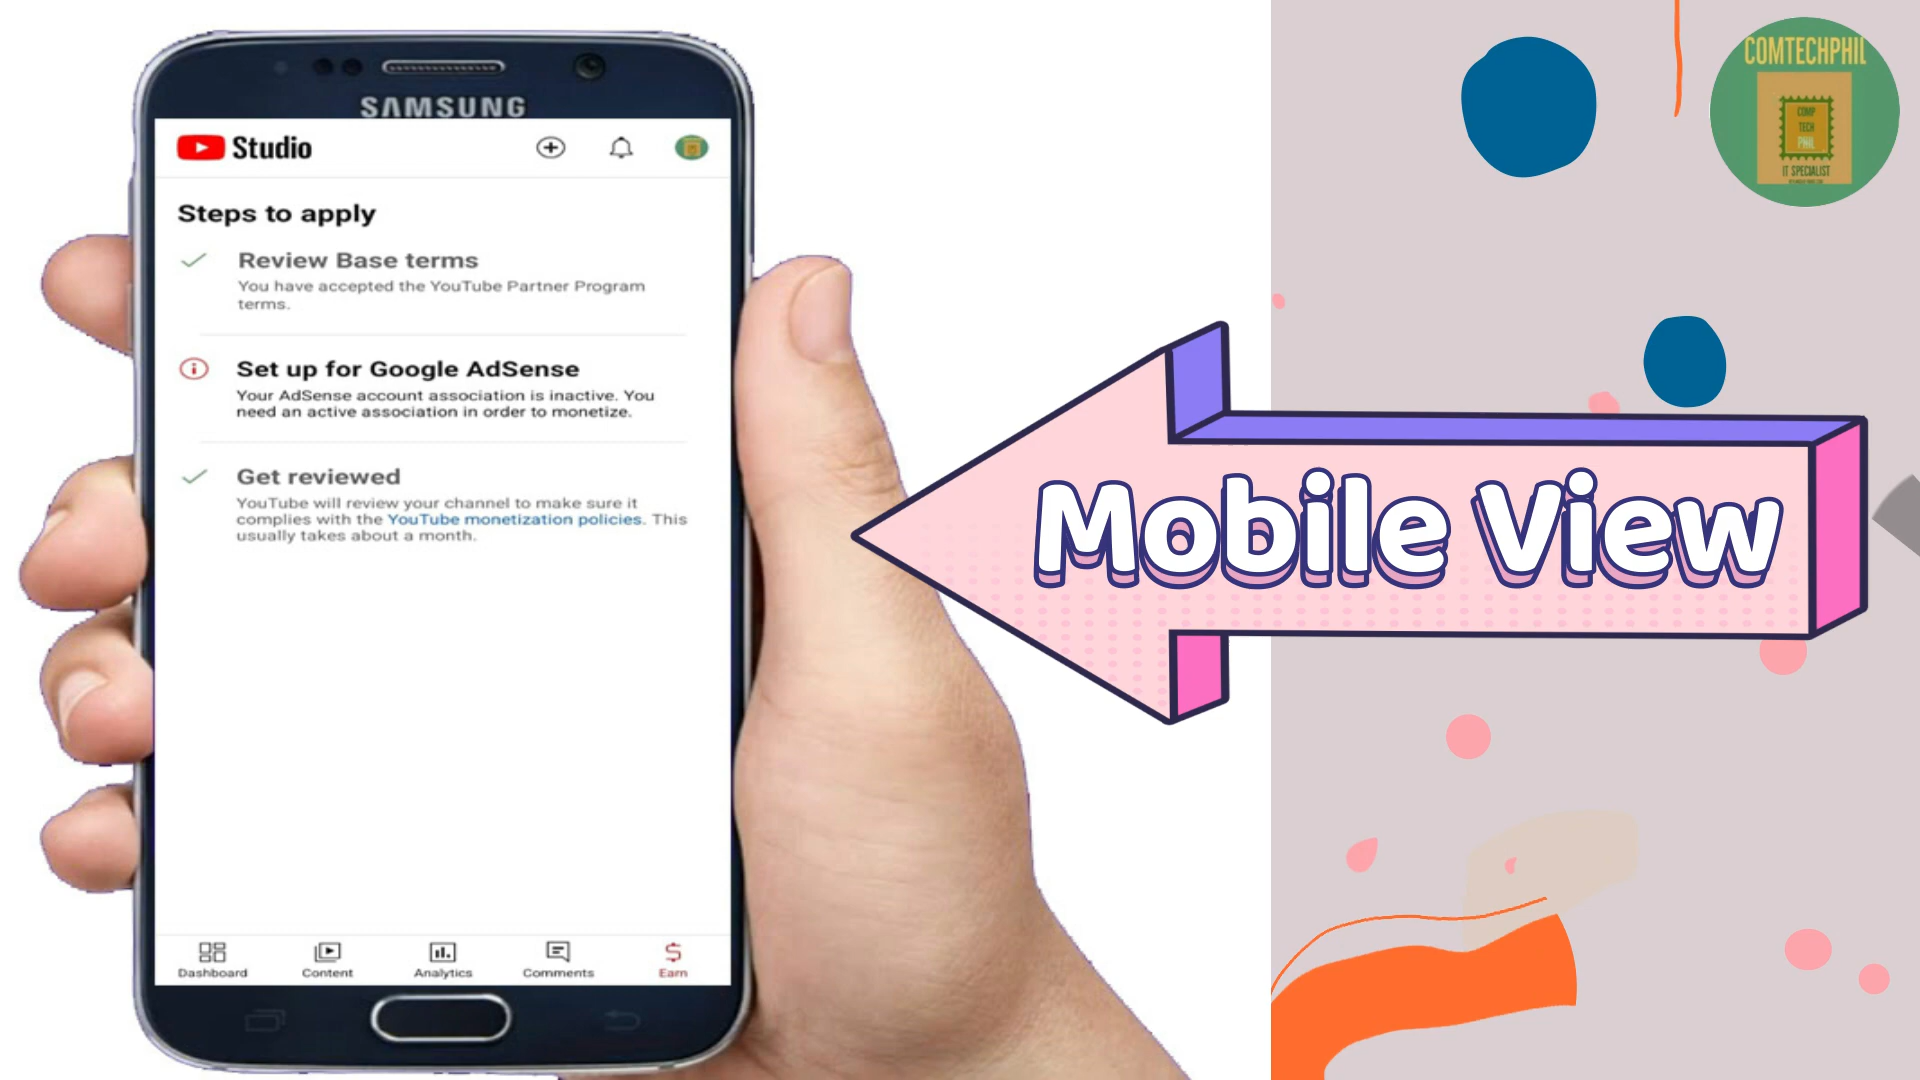 SAMSUNG
Studio
Steps to apply
Review Base terms
You have accepted the YouTube Partner Program
terms.
Set up for Google AdSense
Your AdSense account association is inactive. You
need an active association in order to monetize.
Get reviewed
YouTube will review your channel to make sure it
complies with the YouTube monetization policies. This
usually takes about a month.
Dashboard
Content
Analytics
Comments
Earn
Mobile View
COMTECHPHIL
COMP
TECH
PHIL
IT SPECIALIST